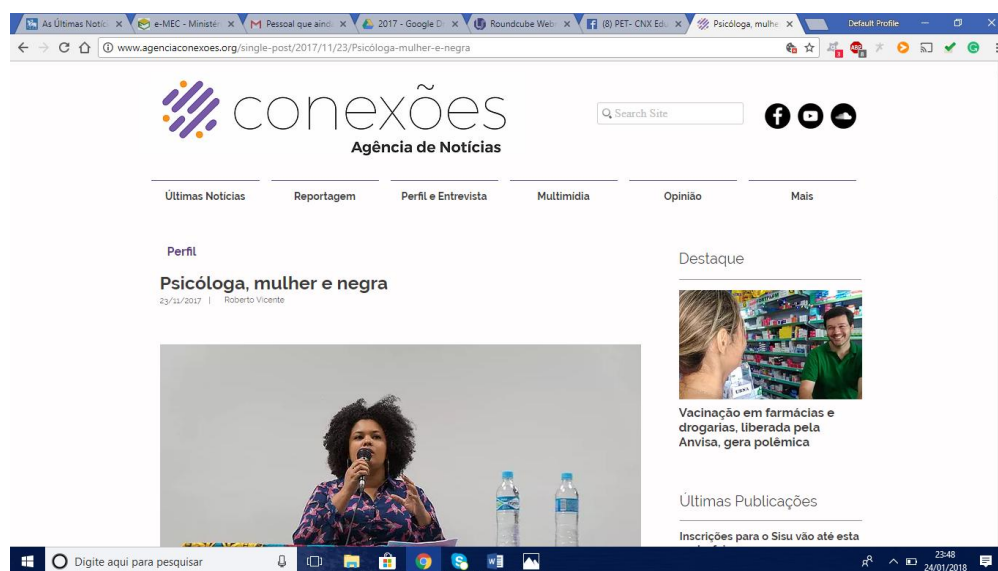 As Últimas Notíc
e-MEC - Ministér
Pessoal que aind
2017 - Google D
Roundcube Web
(8) PET- CNX Edu
Psicóloga, mulhe
Default Profile
www.agenciaconexoes.org/single-post/2017/11/23/Psicóloga-mulher-e-negra
conexões
Agência de Notícias
Search Site
Últimas Notícias
Reportagem
Perfil e Entrevista
Multimídia
Opinião
Mais
Perfil
Psicóloga, mulher e negra
23/11/2017 | Roberto Vicente
Destaque
Vacinação em farmácias e
drogarias, liberada pela
Anvisa, gera polêmica
Últimas Publicações
Inscrições para o Sisu vão até esta
Digite aqui para pesquisar
23:48
24/01/2018